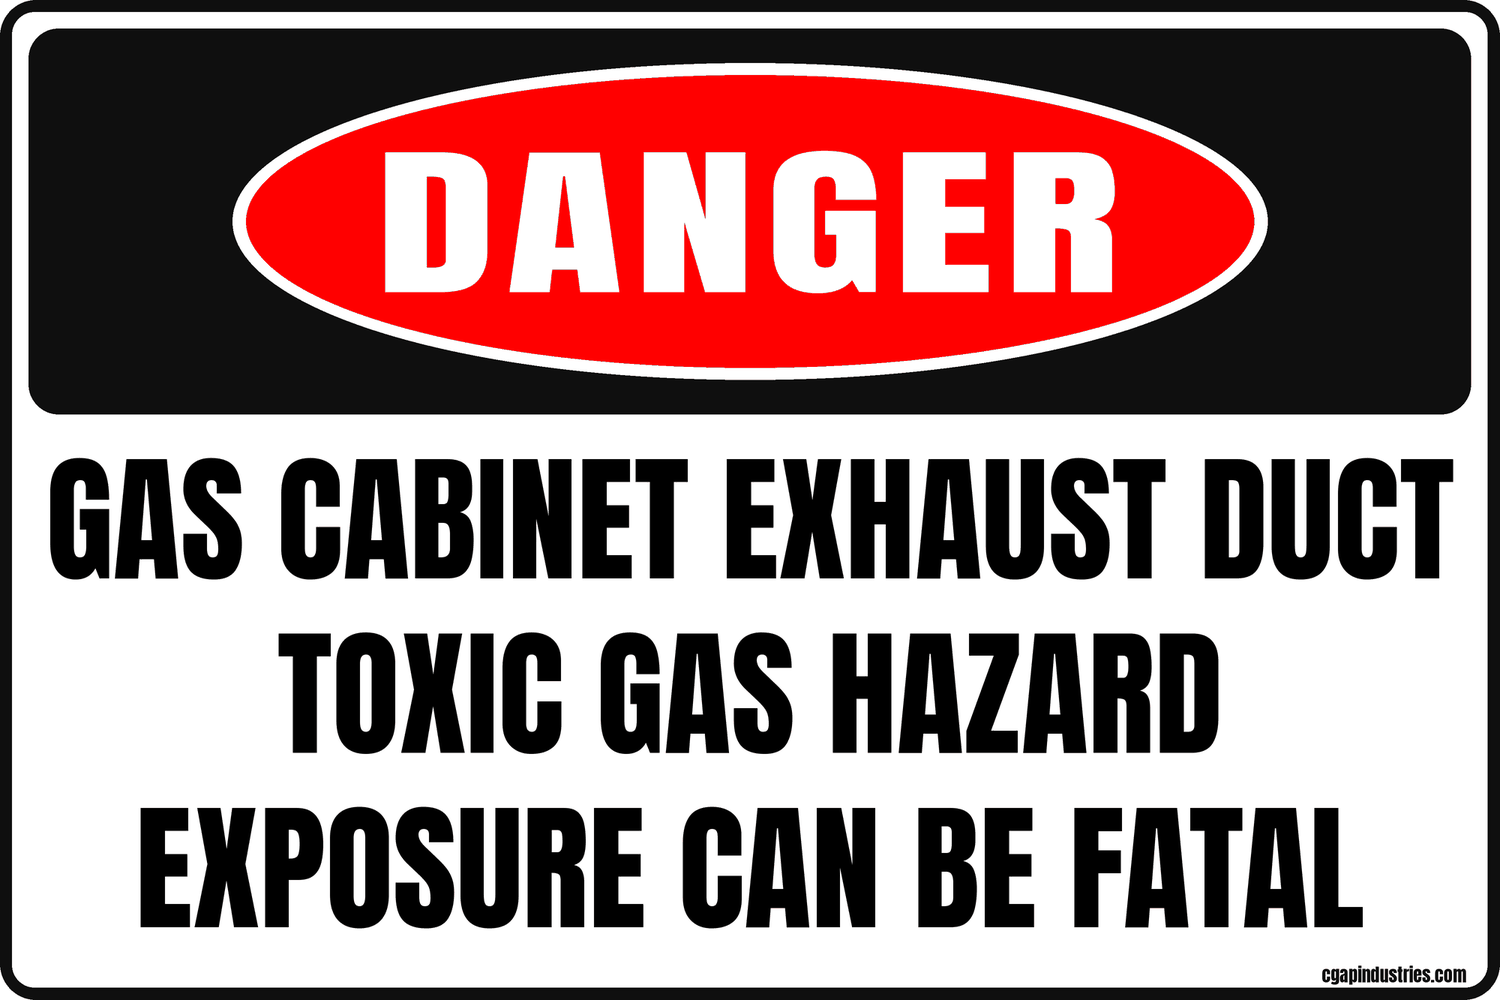 DANGER
GAS CABINET EXHAUST DUCT
TOXIC GAS HAZARD
EXPOSURE CAN BE FATAL
cgapindustries.com